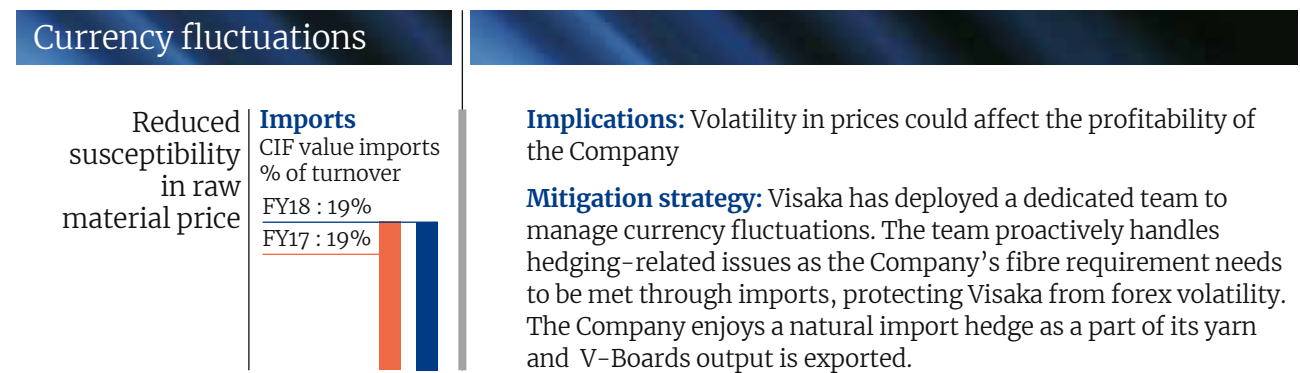 Currency fluctuations
Reduced
susceptibility
in raw
material price
Imports
CIF value imports
% of turnover
FY18 : 19%
FY17 : 19%
Implications: Volatility in prices could affect the profitability of
the Company
Mitigation strategy: Visaka has deployed a dedicated team to
manage currency fluctuations. The team proactively handles
hedging-related issues as the Company’s fibre requirement needs
to be met through imports, protecting Visaka from forex volatility.
The Company enjoys a natural import hedge as a part of its yarn
and V-Boards output is exported.